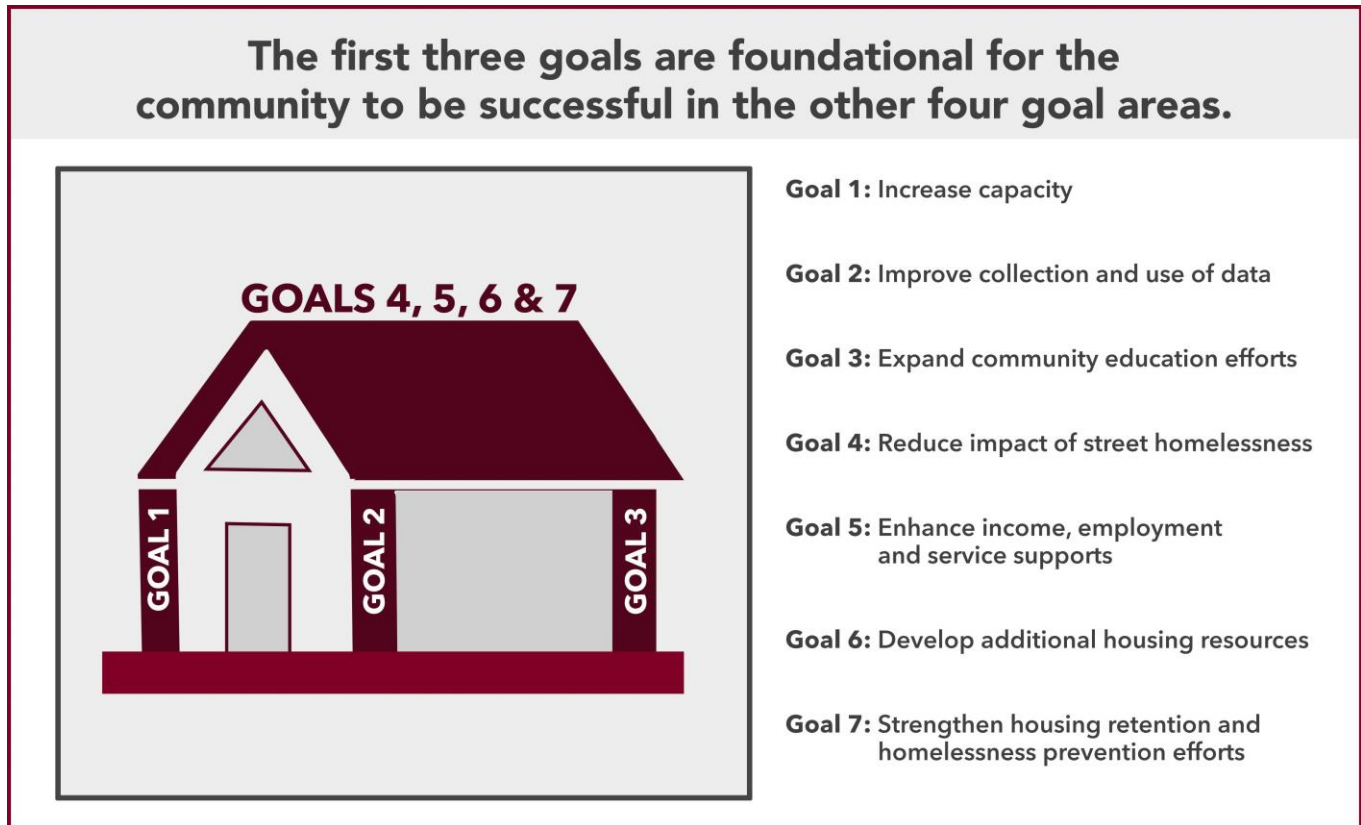 The first three goals are foundational for the
community to be successful in the other four goal areas.
GOALS 4, 5, 6 & 7
GOAL 1
GOAL 2
GOAL 3
Goal 1: Increase capacity
Goal 2: Improve collection and use of data
Goal 3: Expand community education efforts
Goal 4: Reduce impact of street homelessness
Goal 5: Enhance income, employment
and service supports
Goal 6: Develop additional housing resources
Goal 7: Strengthen housing retention and
homelessness prevention efforts